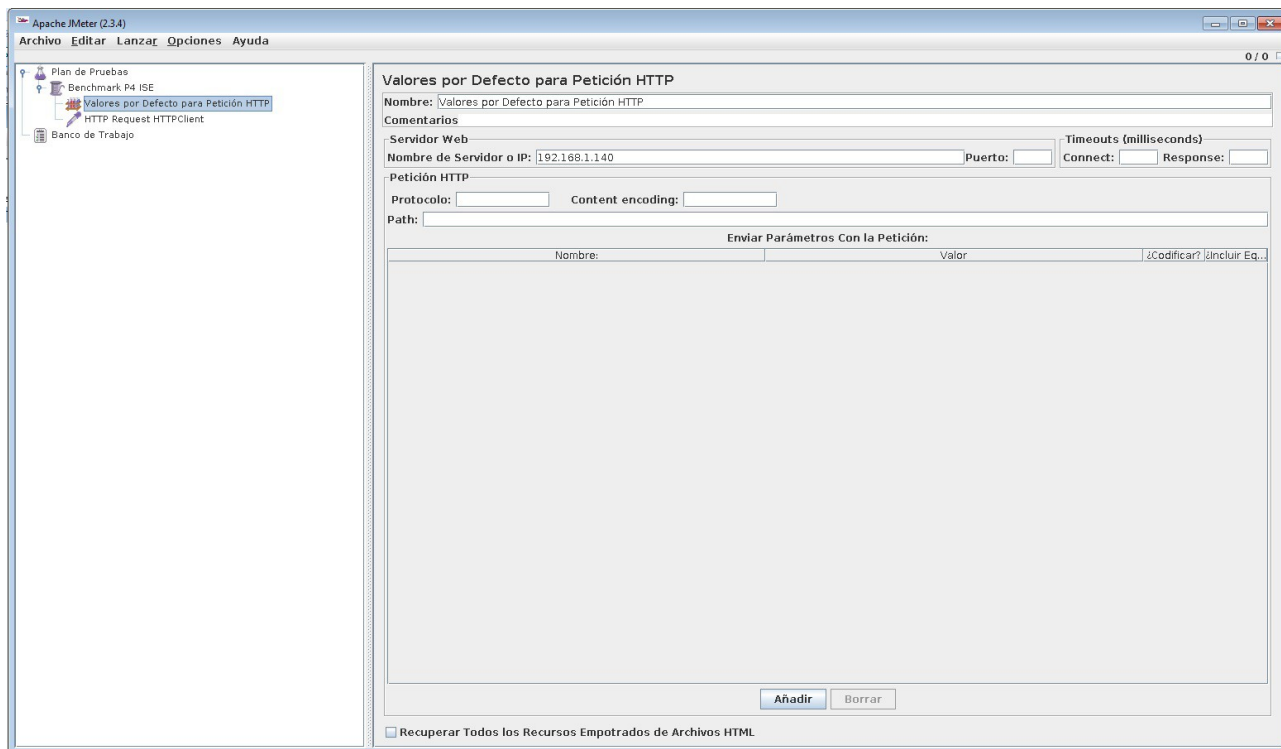 Apache JMeter (2.3.4)
Archivo Editar Lanzar Opciones Ayuda
0 / 0
Plan de Pruebas
Benchmark P4 ISE
Valores por Defecto para Petición HTTP
HTTP Request HTTPClient
Banco de Trabajo
Valores por Defecto para Petición HTTP
Nombre: Valores por Defecto para Petición HTTP
Comentarios
Servidor Web
Nombre de Servidor o IP: 192.168.1.140 Puerto:
Timeouts (milliseconds)
Connect: Response:
Petición HTTP
Protocolo: Content encoding:
Path:
Enviar Parámetros Con la Petición:
Nombre: Valor ¿Codificar? ¿Incluir Eq...
Añadir Borrar
Recuperar Todos los Recursos Empotrados de Archivos HTML